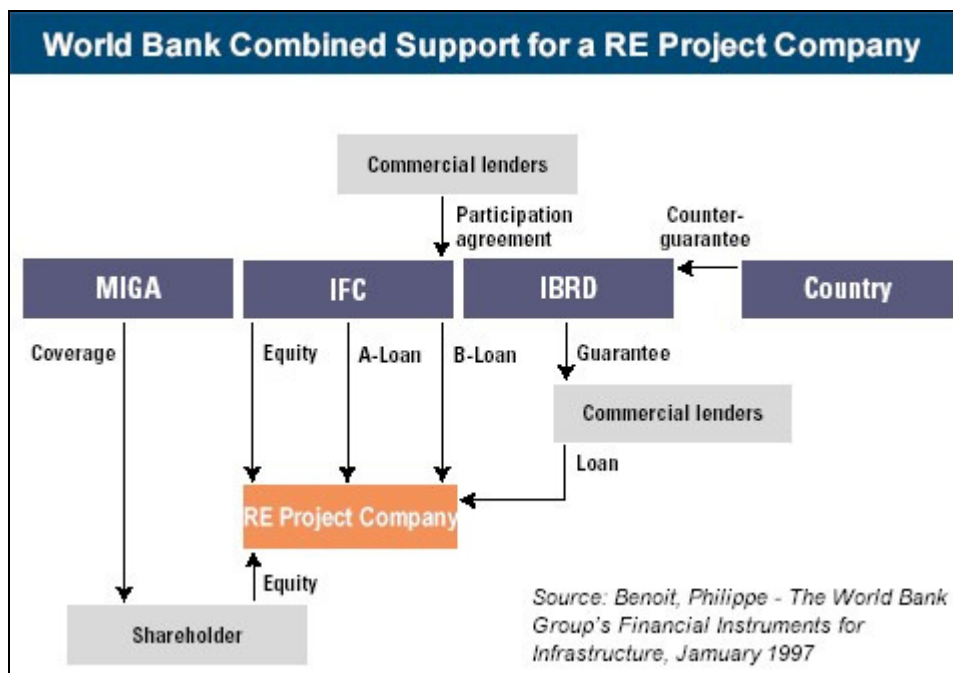 World Bank Combined Support for a RE Project Company
Commercial lenders
Participation
agreement
Counter-
guarantee
MIGA
IFC
IBRD
Country
Coverage
Equity
A-Loan
B-Loan
Guarantee
Commercial lenders
Loan
RE Project Company
Equity
Shareholder
Source: Benoit, Philippe - The World Bank
Group's Financial Instruments for
Infrastructure, Jamuary 1997